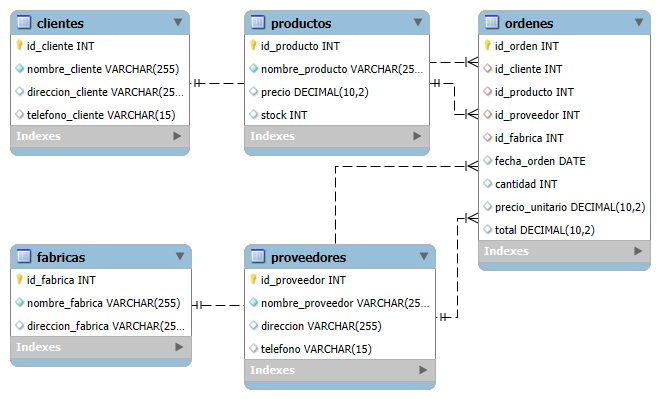 clientes
id_cliente INT
nombre_cliente VARCHAR(255)
direccion_cliente VARCHAR(25...
telefono_cliente VARCHAR(15)
Indexes
productos
id_producto INT
nombre_producto VARCHAR(25...
precio DECIMAL(10,2)
stock INT
Indexes
ordenes
id_orden INT
id_cliente INT
id_producto INT
id_proveedor INT
id_fabrica INT
fecha_orden DATE
cantidad INT
precio_unitario DECIMAL(10,2)
total DECIMAL(10,2)
Indexes
fabricas
id_fabrica INT
nombre_fabrica VARCHAR(255)
direccion_fabrica VARCHAR(25...
Indexes
proveedores
id_proveedor INT
nombre_proveedor VARCHAR(25...
direccion VARCHAR(255)
telefono VARCHAR(15)
Indexes